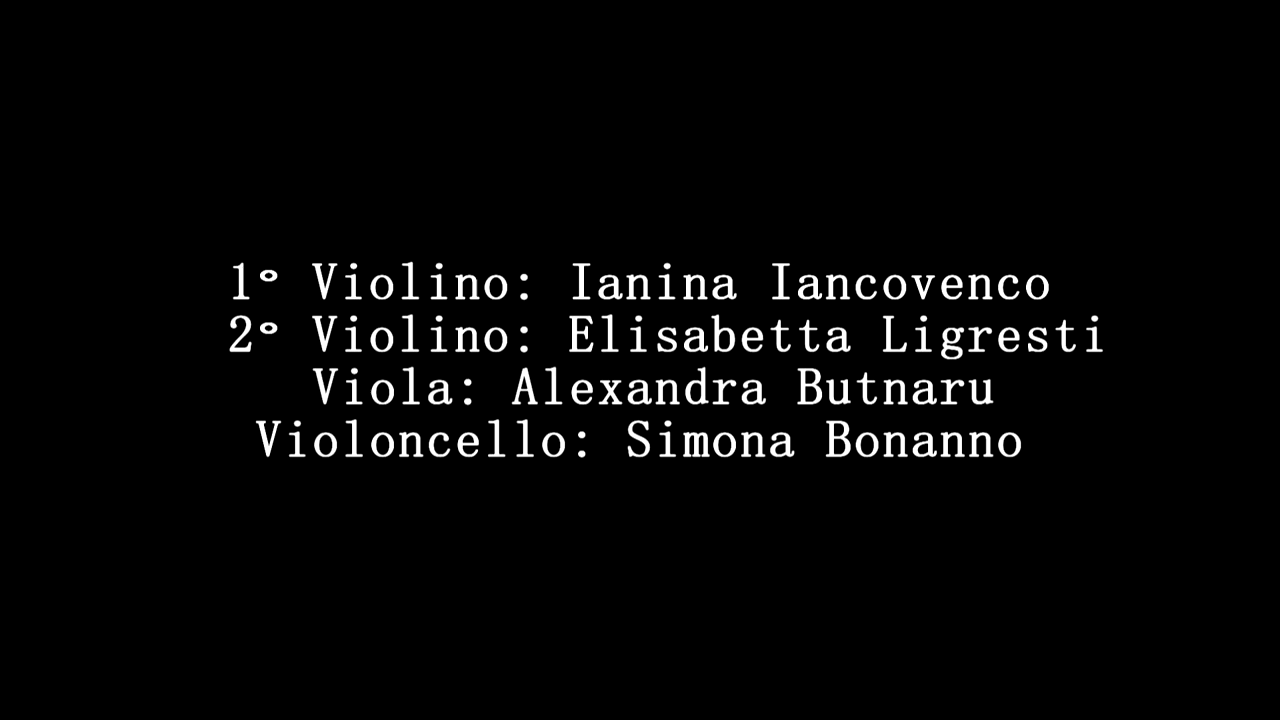 1° Violino: Ianina Iancovenco
2° Violino: Elisabetta Ligresti
Viola: Alexandra Butnaru
Violoncello: Simona Bonanno